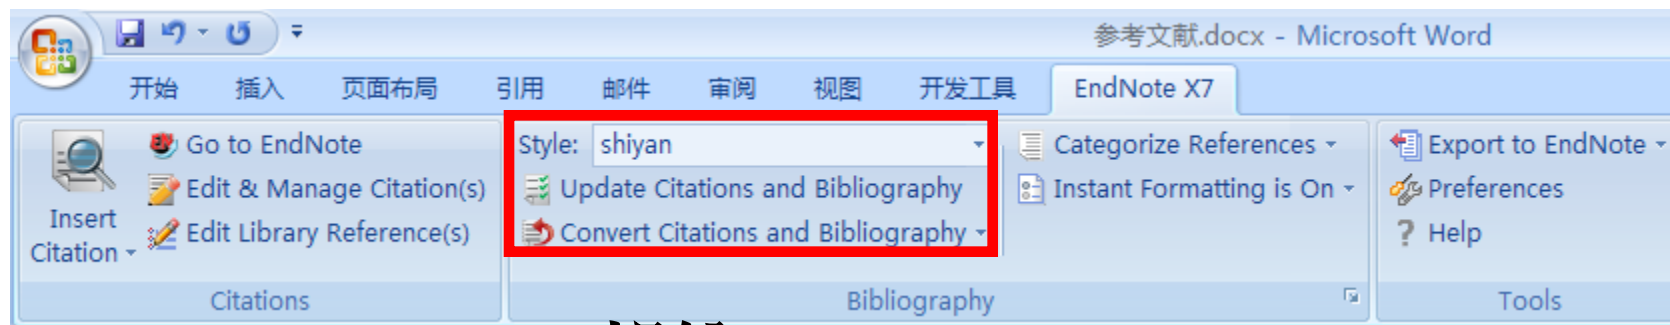 参考文献.docx - Microsoft Word
开始 插入 页面布局 引用 邮件 审阅 视图 开发工具 EndNote X7
Insert Citation
Go to EndNote
Edit & Manage Citation(s)
Edit Library Reference(s)
Citations
Style: shiyan
Update Citations and Bibliography
Convert Citations and Bibliography
Categorize References
Instant Formatting is On
Bibliography
Export to EndNote
Preferences
? Help
Tools